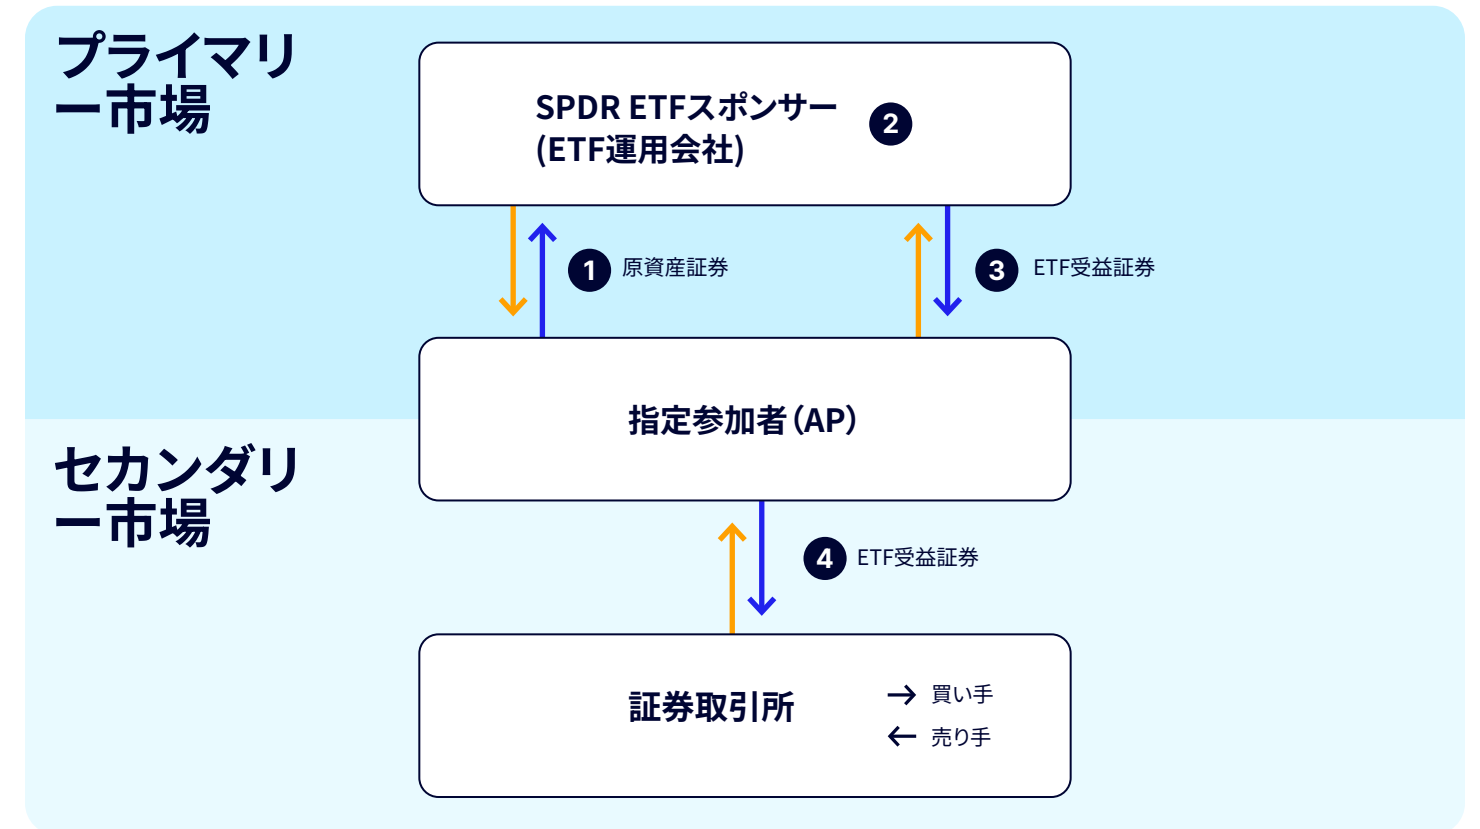 プライマリ
ー市場
SPDR ETFスポンサー
(ETF運用会社)
2
1
原資産証券
3
ETF受益証券
指定参加者（AP）
セカンダリ
ー市場
4
ETF受益証券
証券取引所
→ 買い手
← 売り手